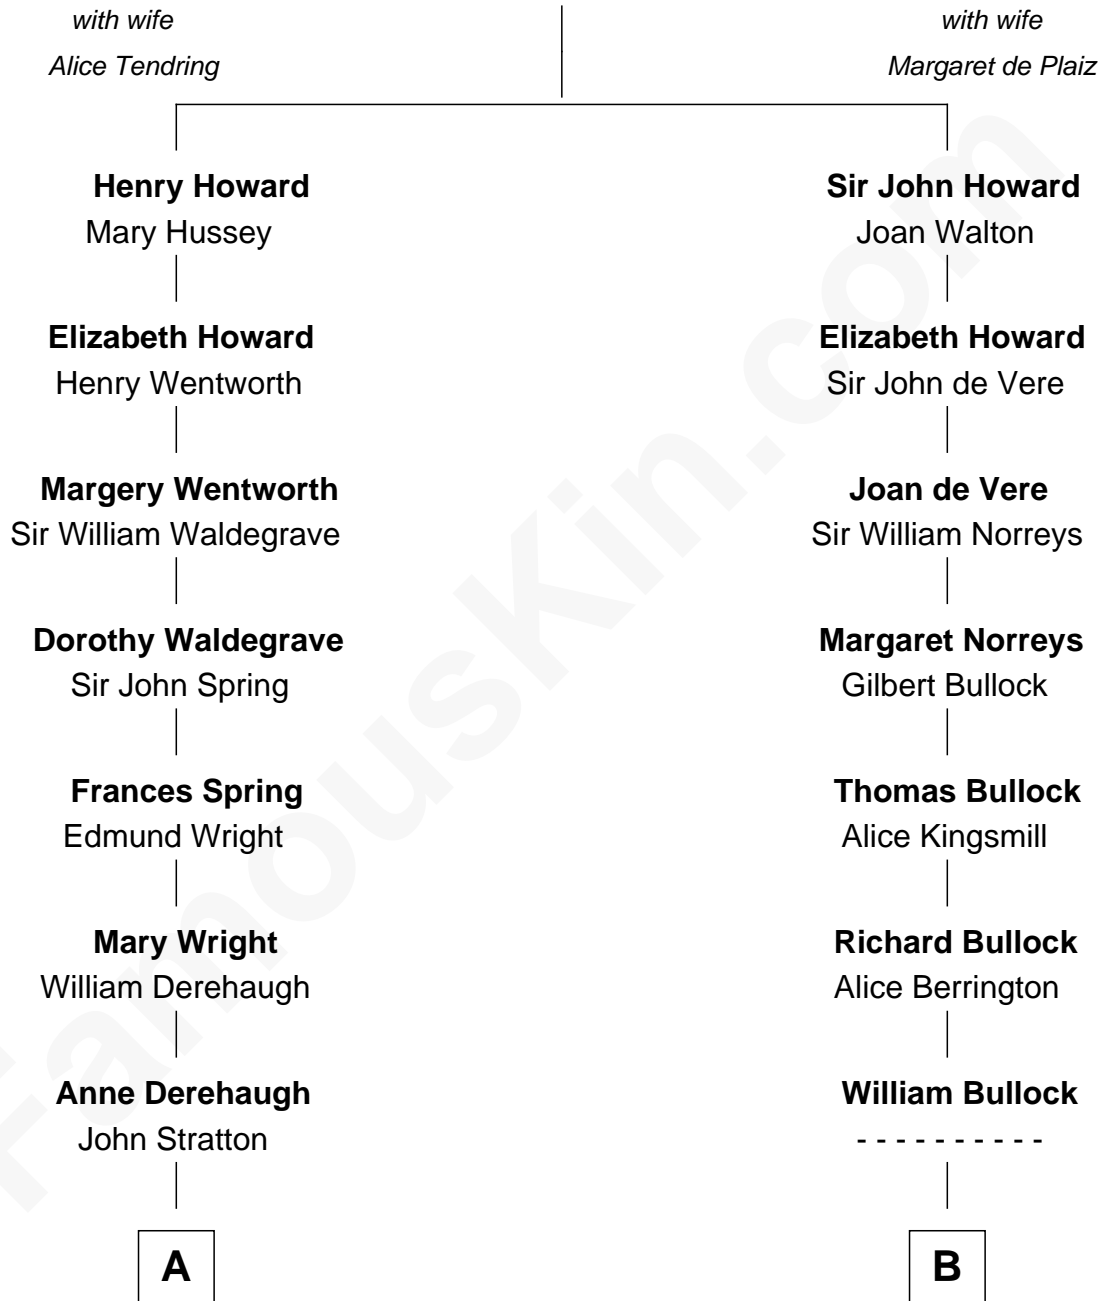 with wife
Alice Tendring
with wife
Margaret de Plaiz
Henry Howard
Mary Hussey
Sir John Howard
Joan Walton
Elizabeth Howard
Henry Wentworth
Elizabeth Howard
Sir John de Vere
Margery Wentworth
Sir William Waldegrave
Joan de Vere
Sir William Norreys
Dorothy Waldegrave
Sir John Spring
Margaret Norreys
Gilbert Bullock
Frances Spring
Edmund Wright
Thomas Bullock
Alice Kingsmill
Mary Wright
William Derehaugh
Richard Bullock
Alice Berrington
Anne Derehaugh
John Stratton
William Bullock
- - - - - - - - - -
A
B
FamousKin.com